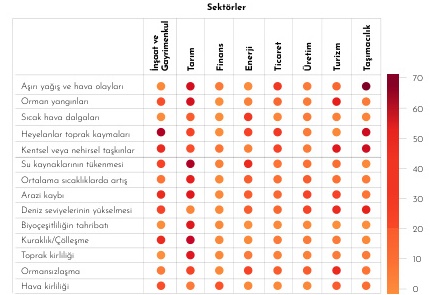 Sektörler
İnşaat ve
Gayrimenkul
Tarım
Finans
Enerji
Ticaret
Üretim
Turizm
Taşımacılık
Aşırı yağış ve hava olayları
Orman yangınları
Sıcak hava dalgaları
Heyelanlar toprak kaymaları
Kentsel veya nehirsel taşkınlar
Su kaynaklarının tükenmesi
Ortalama sıcaklıklarda artış
Arazi kaybı
Deniz seviyelerinin yükselmesi
Biyoçeşitliliğin tahribatı
Kuraklık/Çölleşme
Toprak kirliliği
Ormansızlaşma
Hava kirliliği
70
60
50
40
30
20
10
0